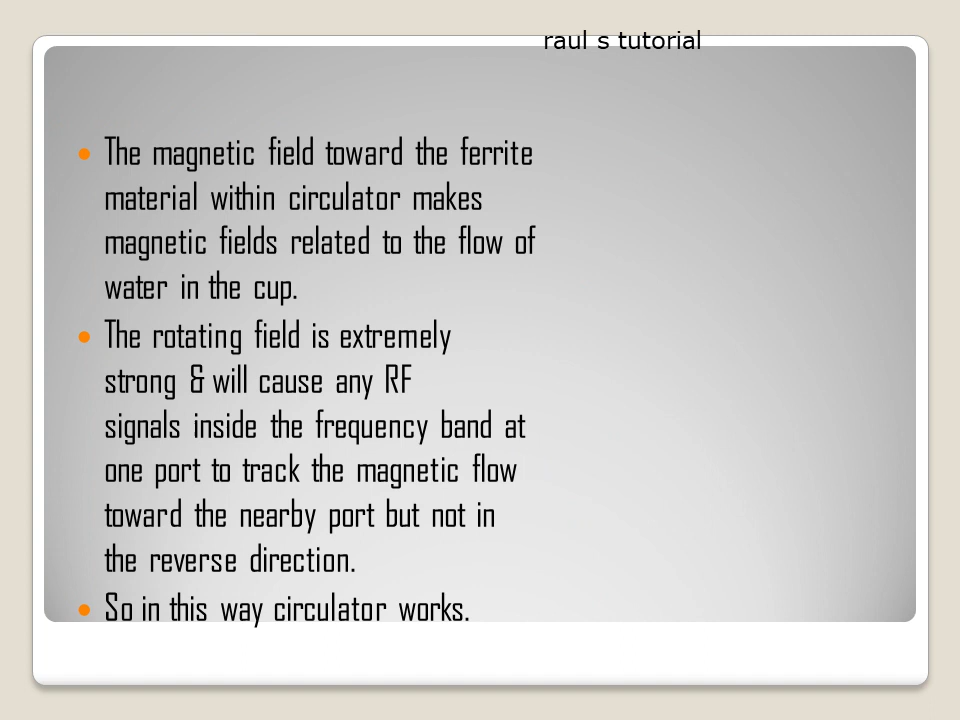 raul s tutorial
The magnetic field toward the ferrite
material within circulator makes
magnetic fields related to the flow of
water in the cup.
The rotating field is extremely
strong & will cause any RF
signals inside the frequency band at
one port to track the magnetic flow
toward the nearby port but not in
the reverse direction.
So in this way circulator works.